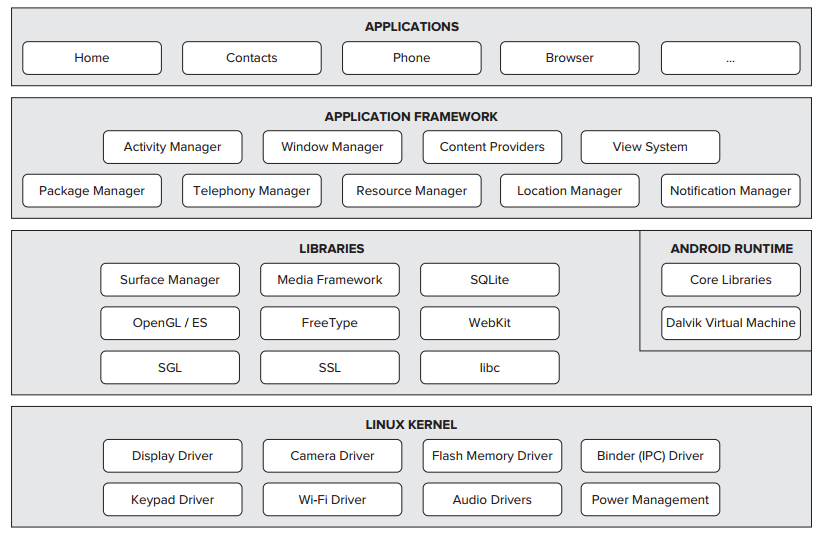 APPLICATIONS
Home
Contacts
Phone
Browser
...
APPLICATION FRAMEWORK
Activity Manager
Window Manager
Content Providers
View System
Package Manager
Telephony Manager
Resource Manager
Location Manager
Notification Manager
LIBRARIES
Surface Manager
Media Framework
SQLite
OpenGL / ES
FreeType
WebKit
SGL
SSL
libc
ANDROID RUNTIME
Core Libraries
Dalvik Virtual Machine
LINUX KERNEL
Display Driver
Camera Driver
Flash Memory Driver
Binder (IPC) Driver
Keypad Driver
Wi-Fi Driver
Audio Drivers
Power Management